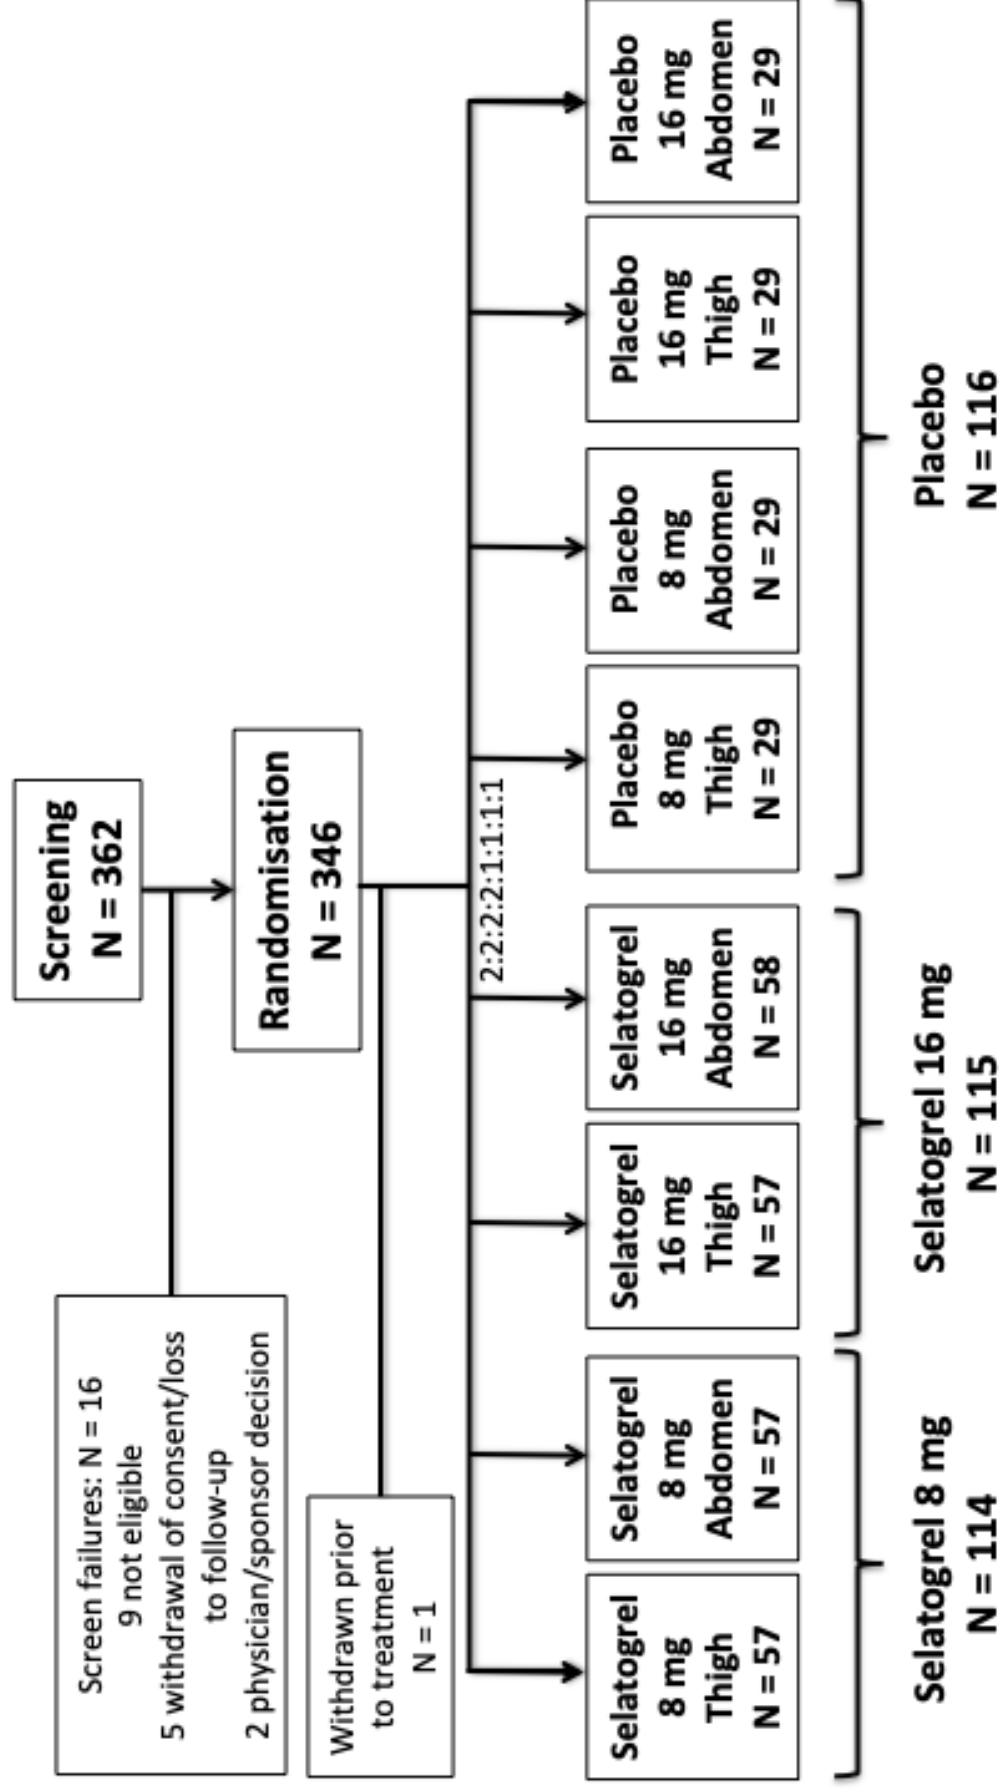 Screening
N = 362
Screen failures: N = 16
9 not eligible
5 withdrawal of consent/loss
to follow-up
2 physician/sponsor decision
Randomisation
N = 346
Withdrawn prior
to treatment
N = 1
2:2:2:2:1:1:1:1
Selatogrel
8 mg
Thigh
N = 57
Selatogrel
8 mg
Abdomen
N = 57
Selatogrel
16 mg
Thigh
N = 57
Selatogrel
16 mg
Abdomen
N = 58
Placebo
8 mg
Thigh
N = 29
Placebo
8 mg
Abdomen
N = 29
Placebo
16 mg
Thigh
N = 29
Placebo
16 mg
Abdomen
N = 29
Selatogrel 8 mg
N = 114
Selatogrel 16 mg
N = 115
Placebo
N = 116